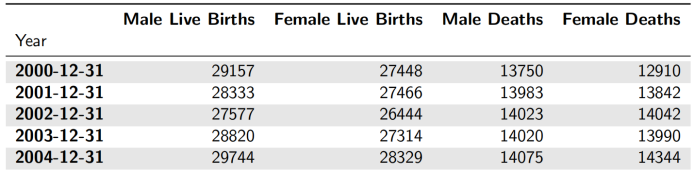 Male Live Births Female Live Births Male Deaths Female Deaths
Year
2000-12-31 29157 27448 13750 12910
2001-12-31 28333 27466 13983 13842
2002-12-31 27577 26444 14023 14042
2003-12-31 28820 27314 14020 13990
2004-12-31 29744 28329 14075 14344